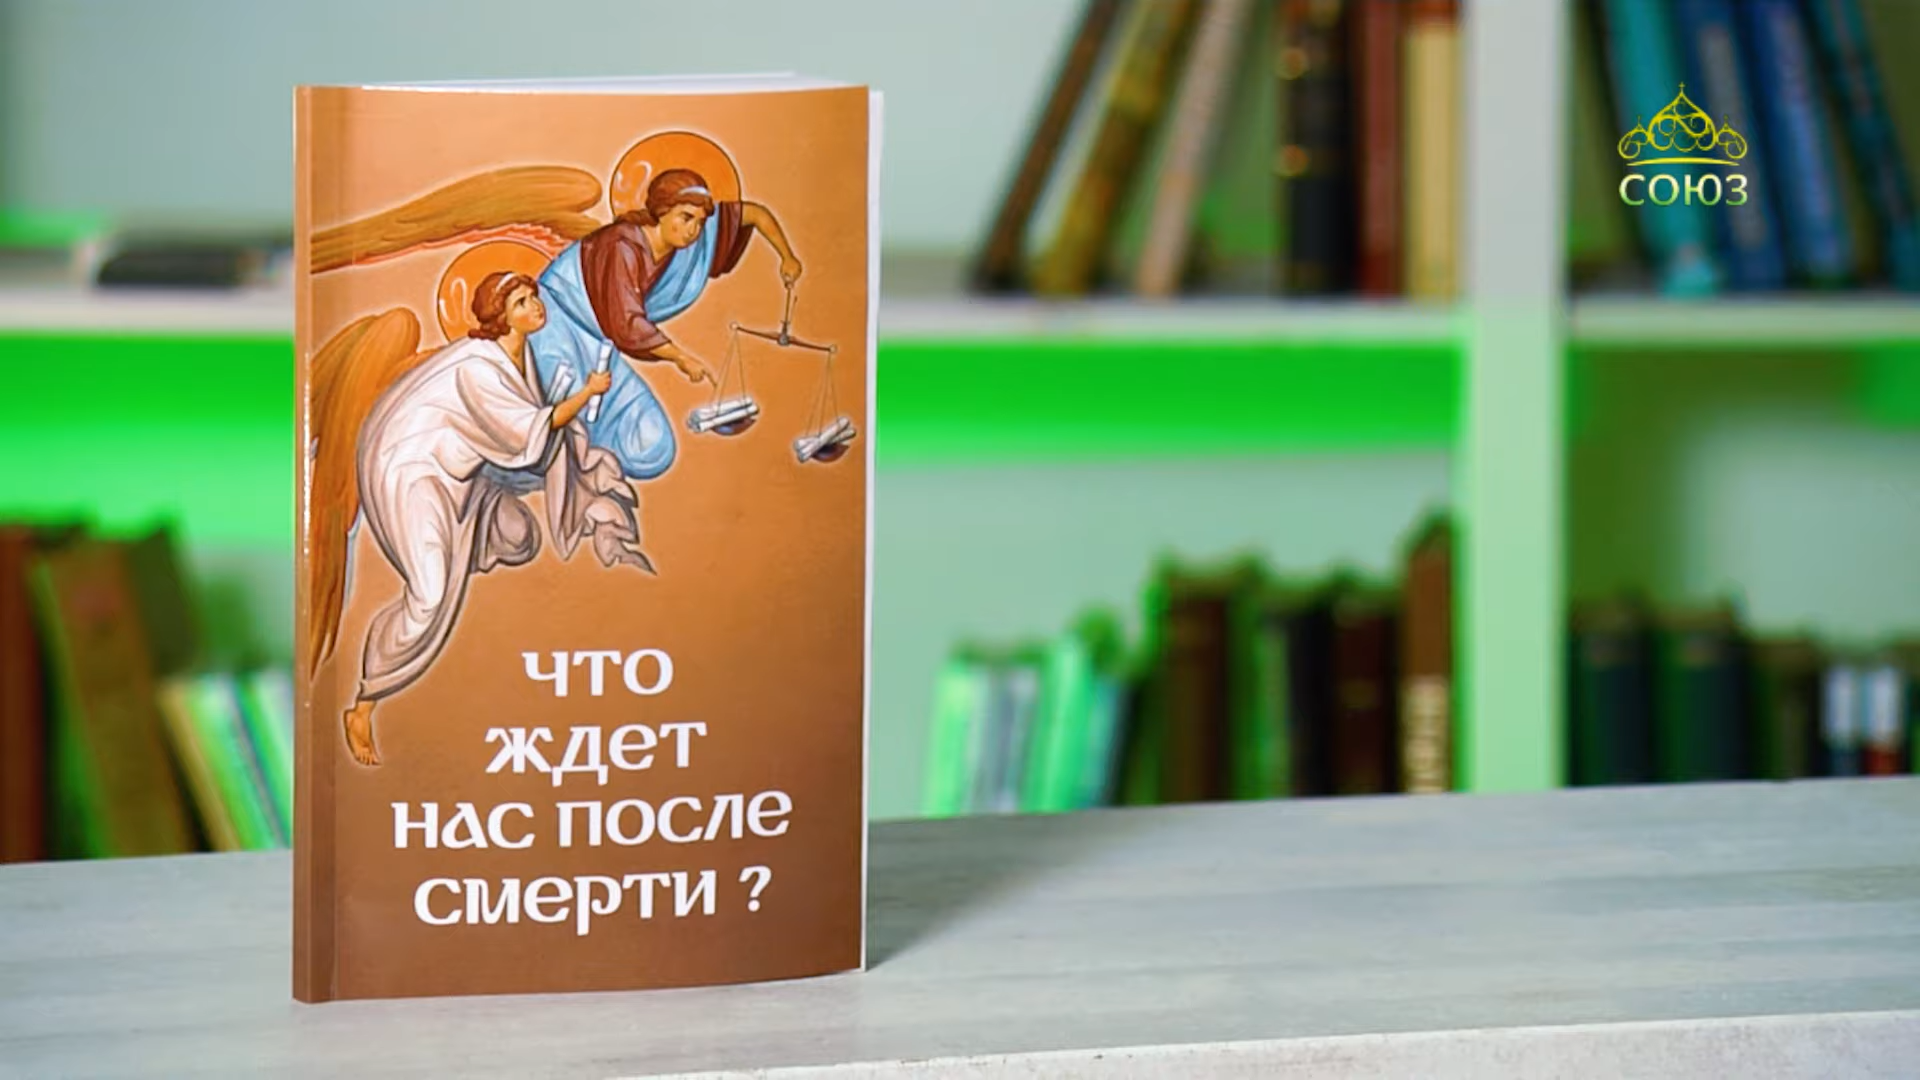 СОЮЗ
что
ждет
нас после
смерти ?